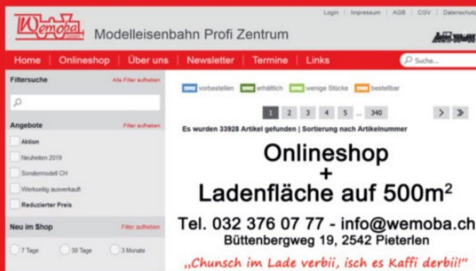 Login | Impressum | AGB | CGV | Datenschutz
Wemoba
Modelleisenbahn Profi Zentrum
Home | Onlineshop | Über uns | Newsletter | Termine | Links
Suche...
Filtersuche Alle Filter aufheben
vorbestellen erhältlich wenige Stücke bestellbar
1 2 3 4 5 ... 340
Angebote Filter aufheben
Es wurden 33928 Artikel gefunden | Sortierung nach Artikelnummer
Aktion
Neuheiten 2019
Sondermodell CH
Werkseitig ausverkauft
Reduzierter Preis
Onlineshop
+
Ladenfläche auf 500m²
Neu im Shop Filter aufheben
7 Tage 30 Tage 3 Monate
Tel. 032 376 07 77 - info@wemoba.ch
Büttenbergweg 19, 2542 Pieterlen
„Chunsch im Lade verbii, isch es Kaffi derbii!"